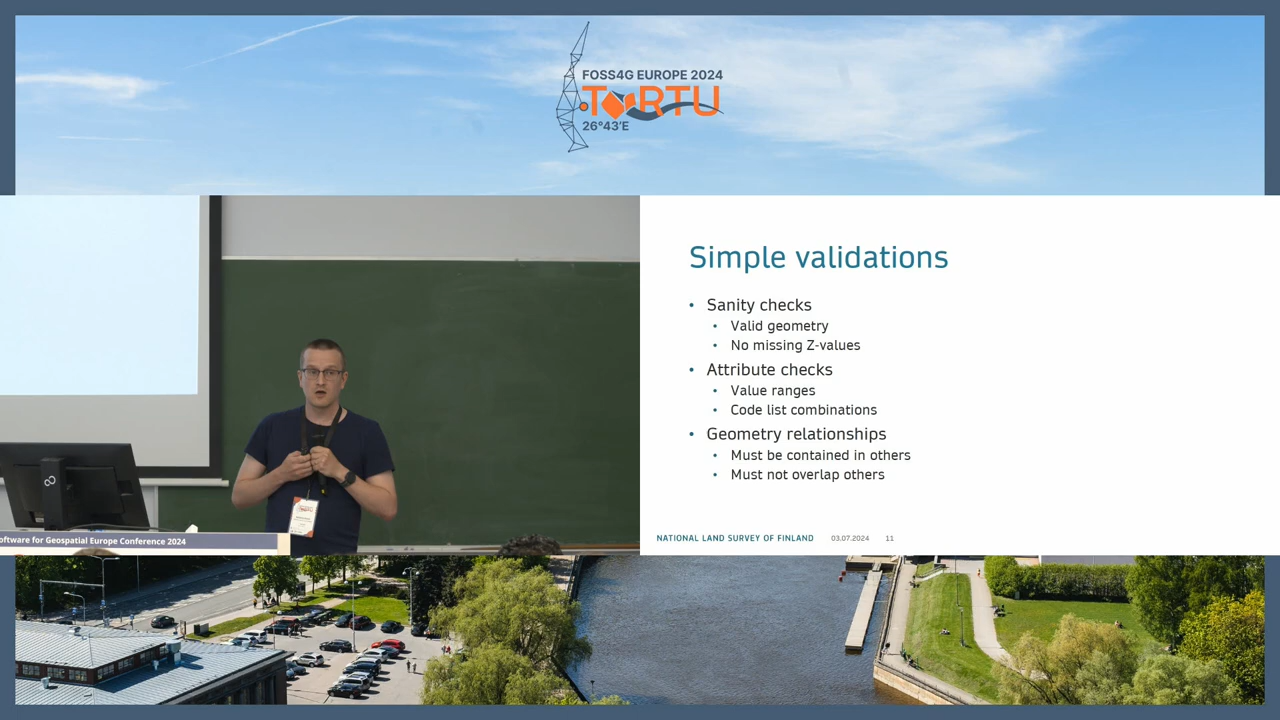 FOSS4G EUROPE 2024
TARTU
26°43'E
Simple validations
• Sanity checks
• Valid geometry
• No missing Z-values
• Attribute checks
• Value ranges
• Code list combinations
• Geometry relationships
• Must be contained in others
• Must not overlap others
NATIONAL LAND SURVEY OF FINLAND 03.07.2024 11
oftware for Geospatial Europe Conference 2024